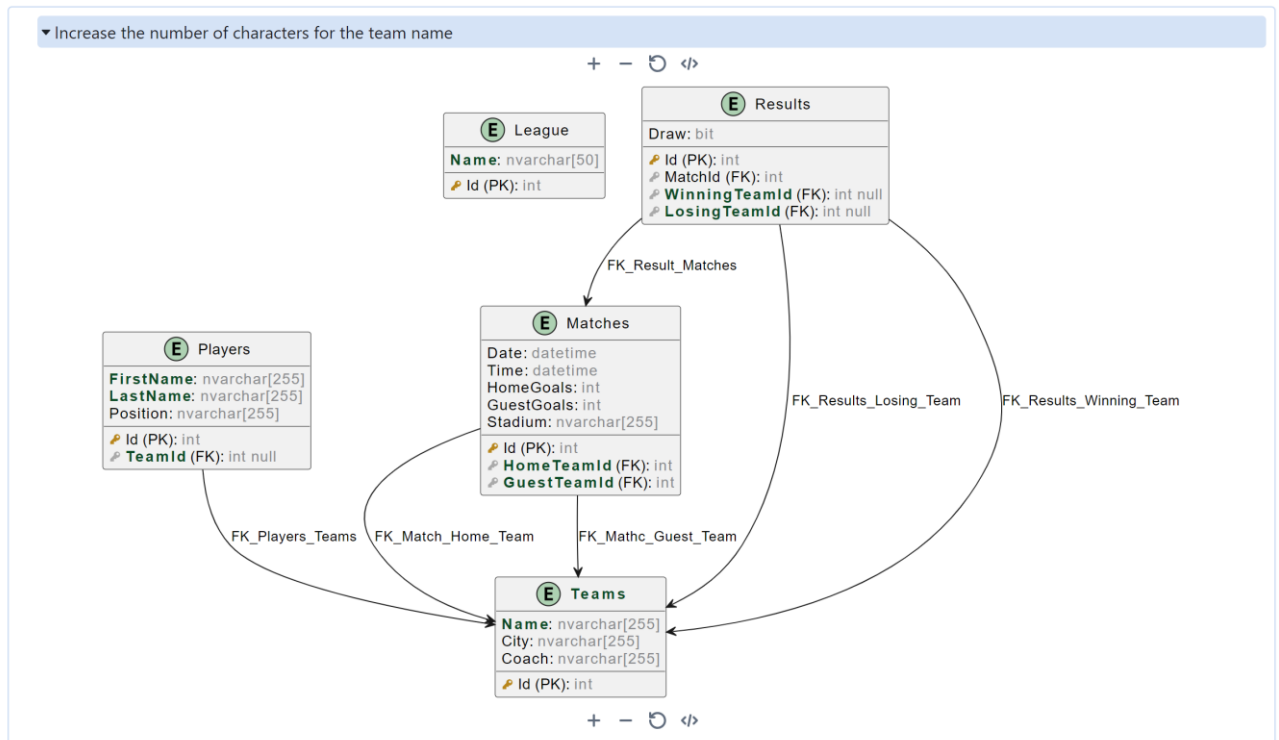 Increase the number of characters for the team name
E Results
Draw: bit
Id (PK): int
MatchId (FK): int
WinningTeamId (FK): int null
LosingTeamId (FK): int null
E League
Name: nvarchar[50]
Id (PK): int
FK_Result_Matches
E Matches
Date: datetime
Time: datetime
HomeGoals: int
GuestGoals: int
Stadium: nvarchar[255]
Id (PK): int
HomeTeamId (FK): int
GuestTeamId (FK): int
E Players
FirstName: nvarchar[255]
LastName: nvarchar[255]
Position: nvarchar[255]
Id (PK): int
TeamId (FK): int null
FK_Results_Losing_Team
FK_Results_Winning_Team
FK_Players_Teams
FK_Match_Home_Team
FK_Mathc_Guest_Team
E Teams
Name: nvarchar[255]
City: nvarchar[255]
Coach: nvarchar[255]
Id (PK): int